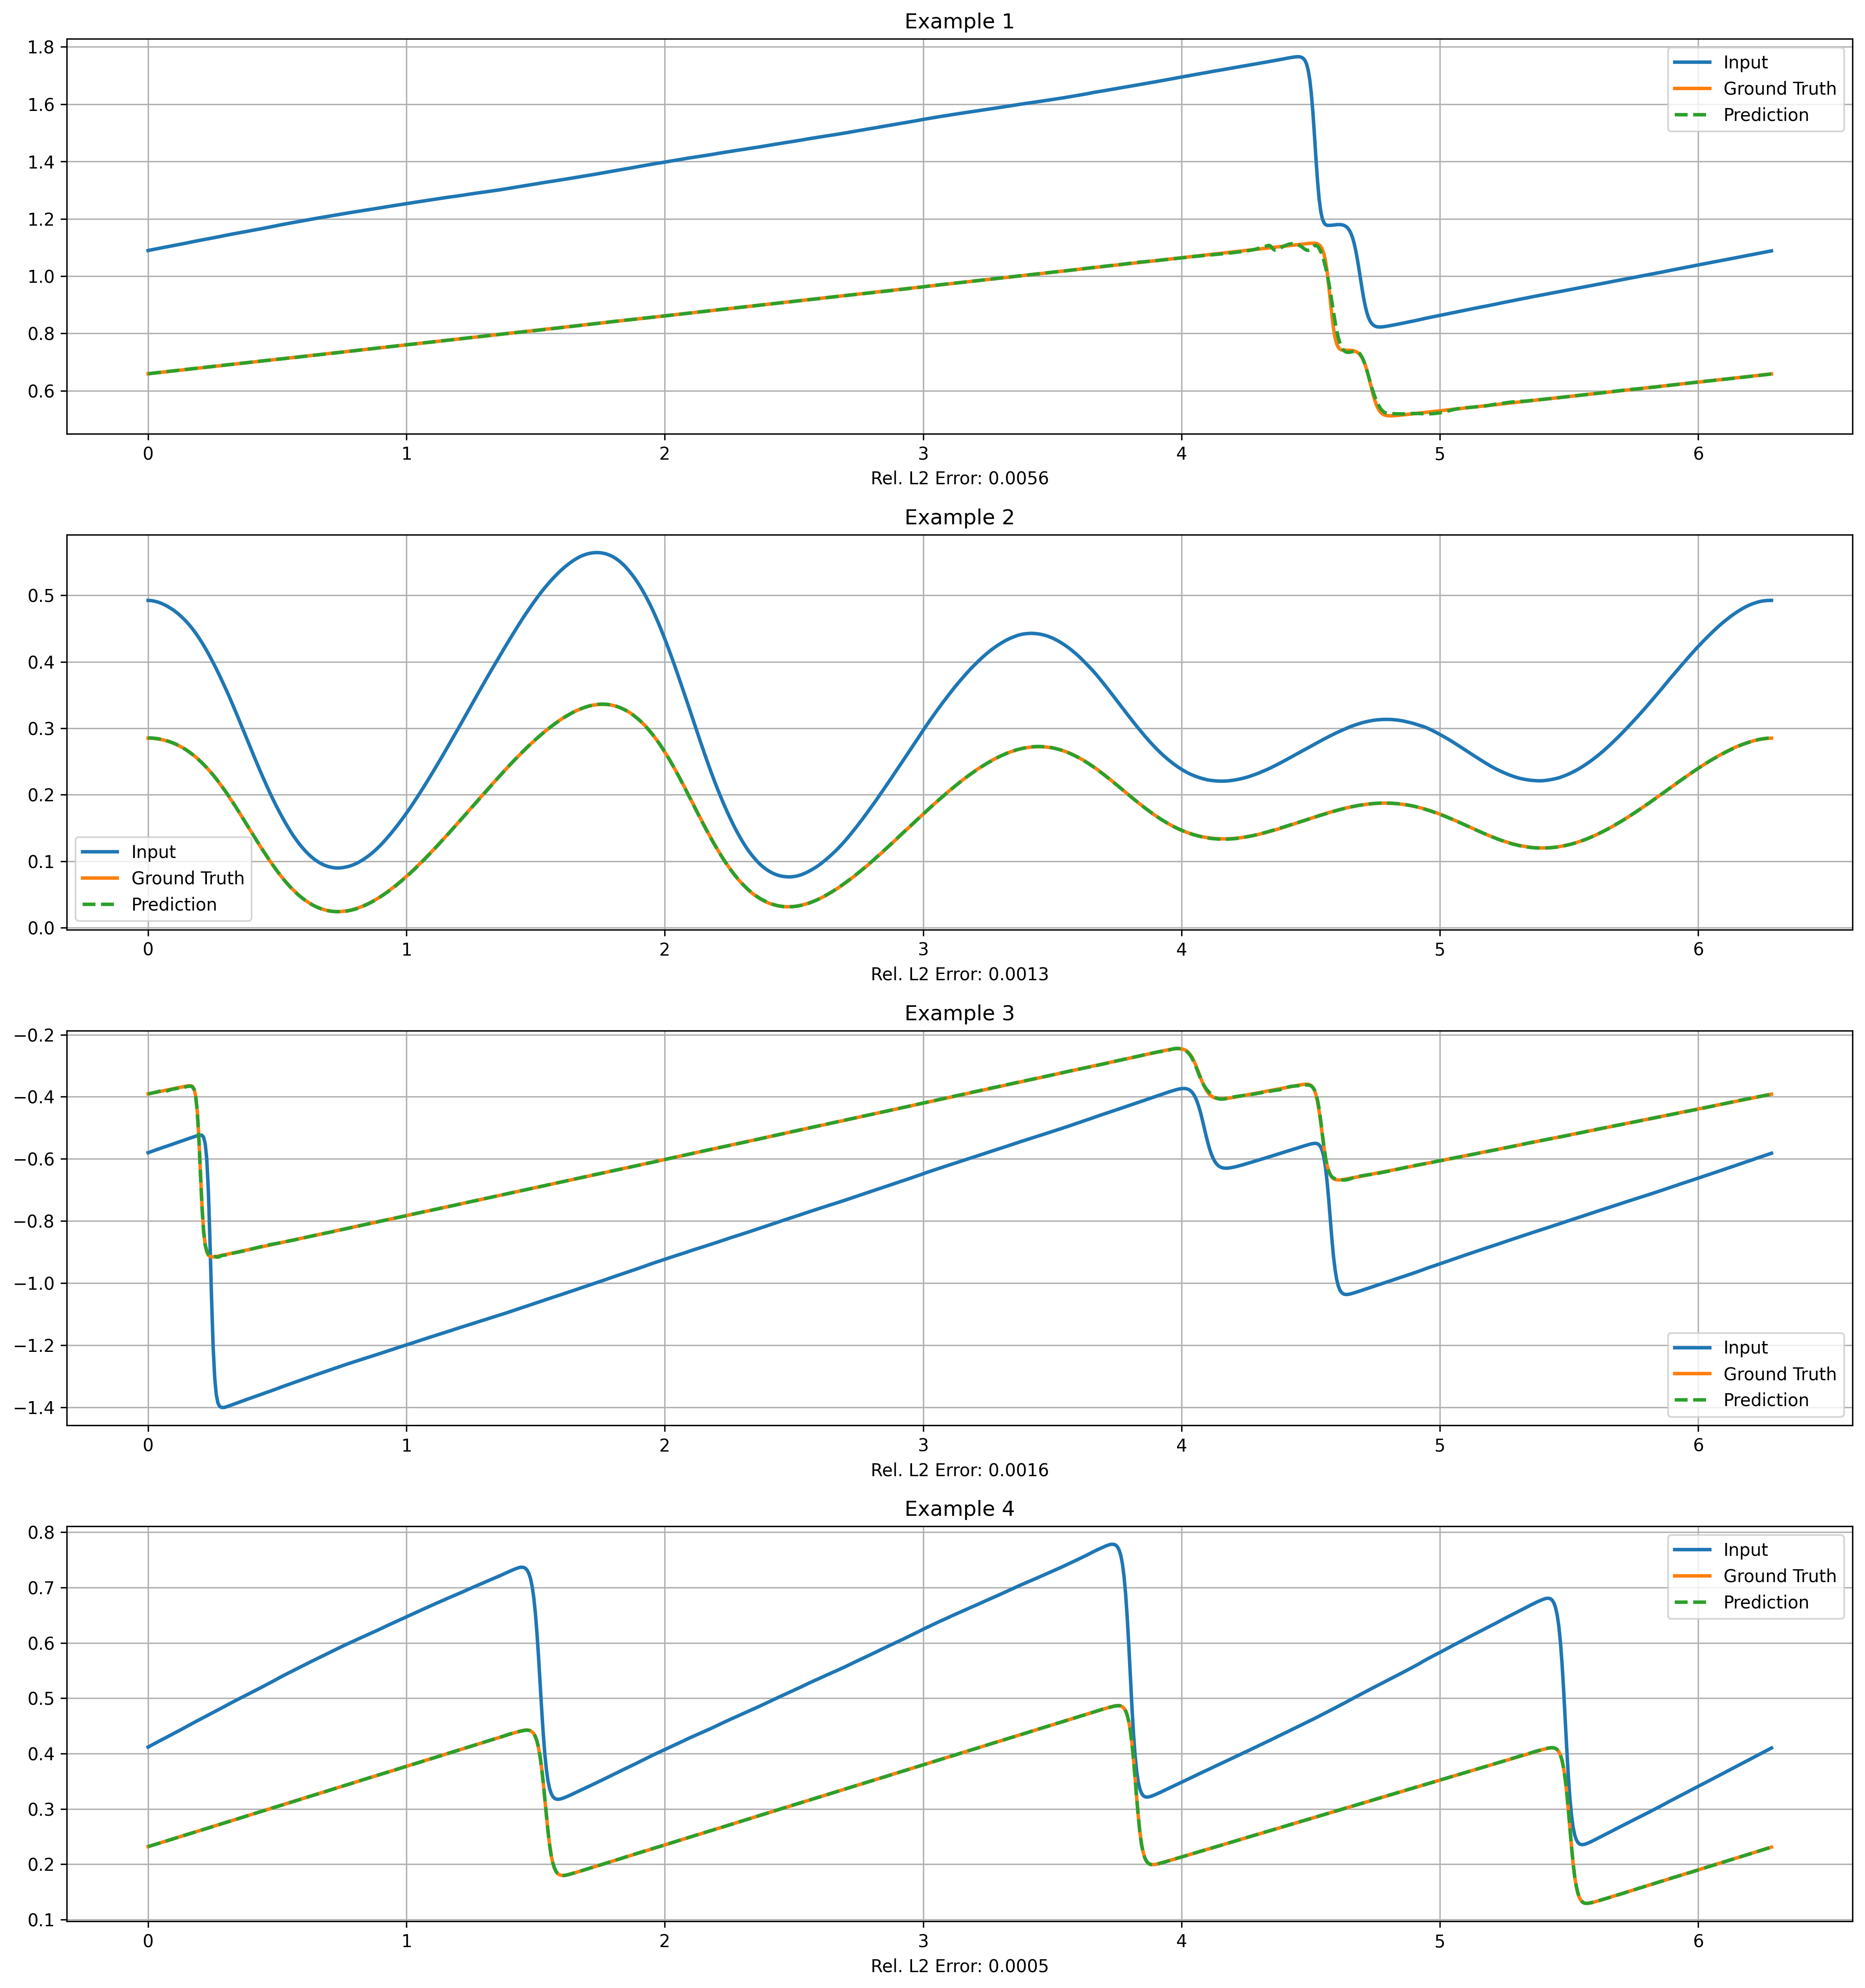 Example 1
1.8
1.6
1.4
1.2
1.0
0.8
0.6
Input
Ground Truth
Prediction
0 1 2 3 4 5 6
Rel. L2 Error: 0.0056
Example 2
0.5
0.4
0.3
0.2
0.1
0.0
Input
Ground Truth
Prediction
0 1 2 3 4 5 6
Rel. L2 Error: 0.0013
Example 3
−0.2
−0.4
−0.6
−0.8
−1.0
−1.2
−1.4
Input
Ground Truth
Prediction
0 1 2 3 4 5 6
Rel. L2 Error: 0.0016
Example 4
0.8
0.7
0.6
0.5
0.4
0.3
0.2
0.1
Input
Ground Truth
Prediction
0 1 2 3 4 5 6
Rel. L2 Error: 0.0005